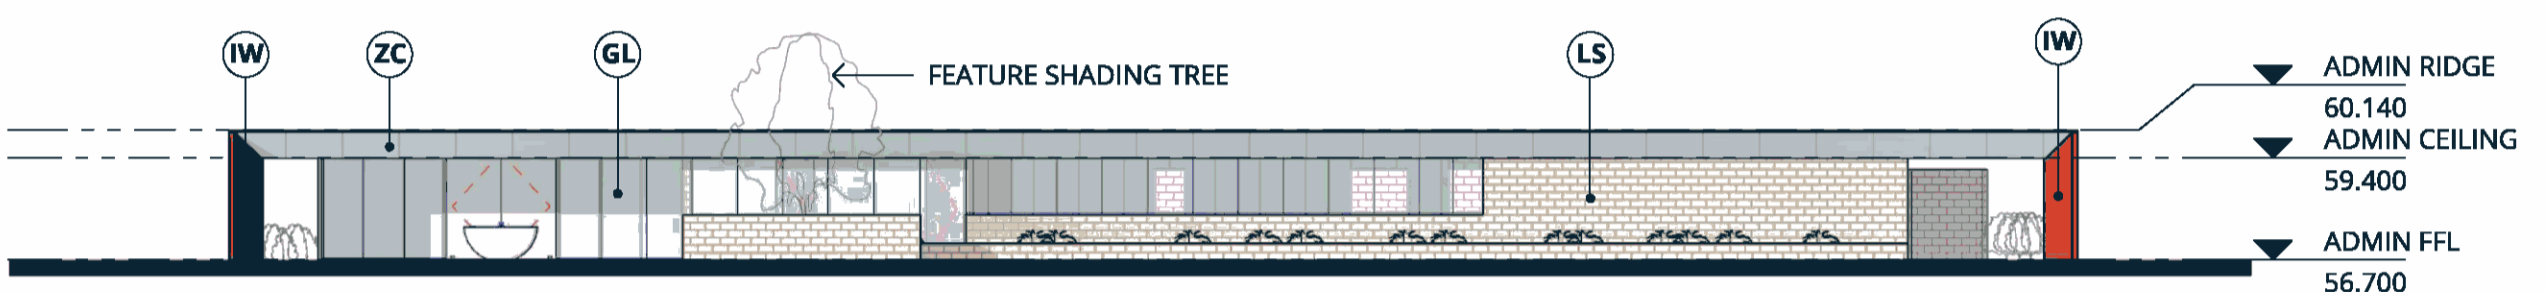 IW
ZC
GL
FEATURE SHADING TREE
LS
IW
ADMIN RIDGE
60.140
ADMIN CEILING
59.400
ADMIN FFL
56.700